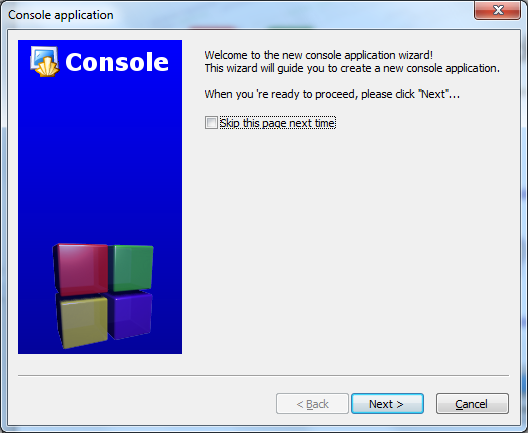 Console application
Console
Welcome to the new console application wizard!
This wizard will guide you to create a new console application.
When you 're ready to proceed, please click "Next"...
Skip this page next time
< Back
Next >
Cancel